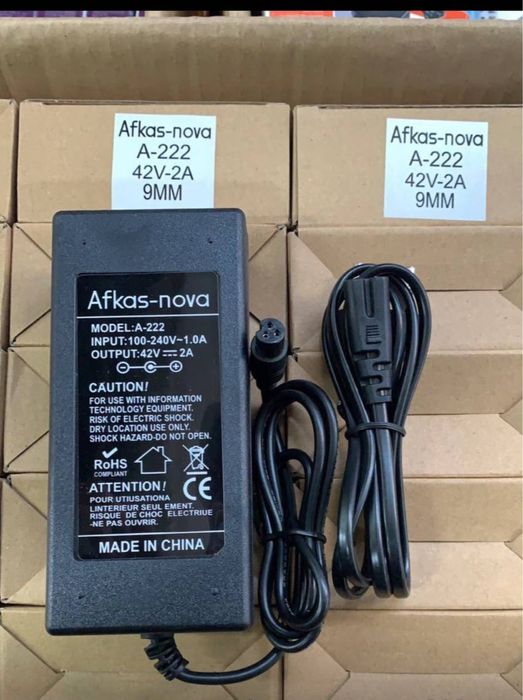 Afkas-nova
A-222
42V-2A
9MM
Afkas-nova
A-222
42V-2A
9MM
Afkas-nova
MODEL:A-222
INPUT:100-240V~1.0A
OUTPUT:42V⎓2A
CAUTION!
FOR USE WITH INFORMATION
TECHNOLOGY EQUIPMENT.
RISK OF ELECTRIC SHOCK.
DRY LOCATION USE ONLY.
SHOCK HAZARD-DO NOT OPEN.
RoHS
COMPLIANT
CE
ATTENTION!
POUR UTIUSATIONA
LINTERIEUR SEUL EMENT.
RISQUE DE CHOC ELECTRIUE
-NE PAS OUVRIR.
MADE IN CHINA